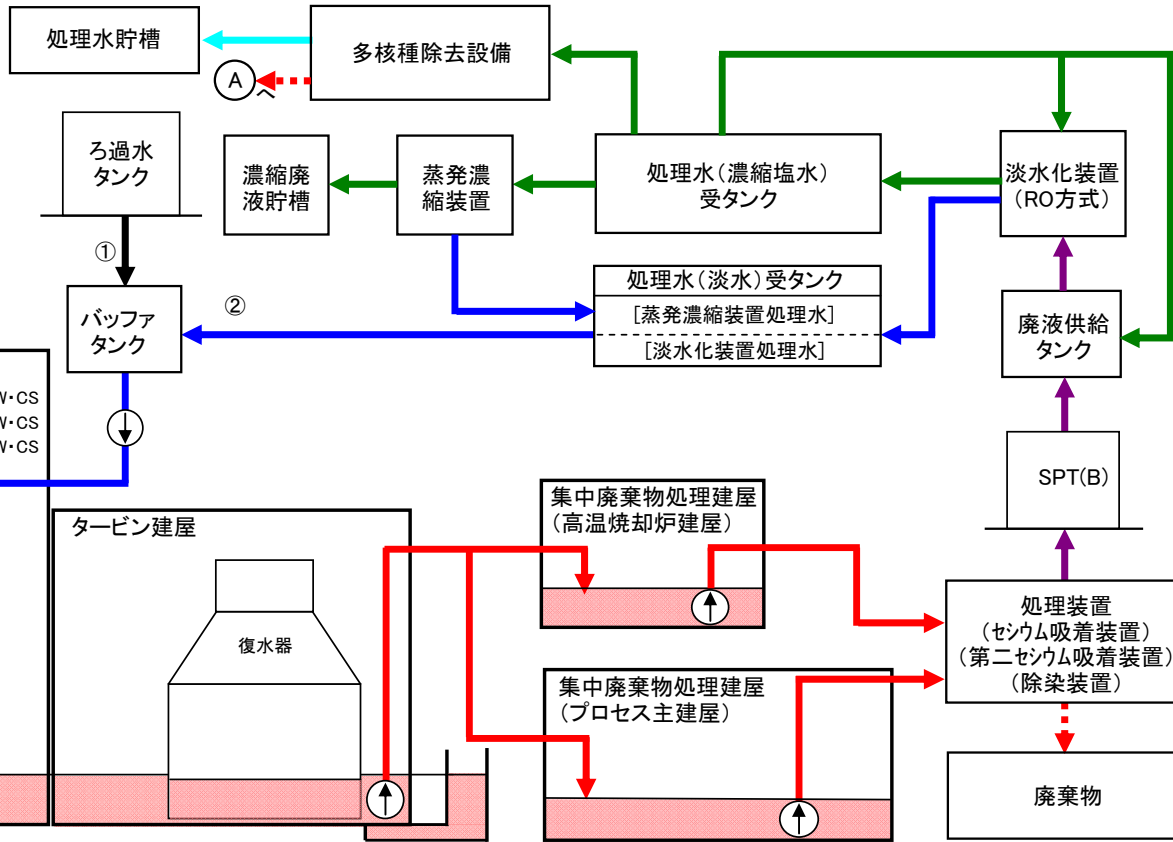 処理水貯槽
多核種除去設備
A
へ
ろ過水
タンク
濃縮廃
液貯槽
蒸発濃
縮装置
処理水(濃縮塩水)
受タンク
淡水化装置
(RO方式)
①
バッファ
タンク
②
処理水(淡水)受タンク
[蒸発濃縮装置処理水]
[淡水化装置処理水]
廃液供給
タンク
W・CS
W・CS
W・CS
SPT(B)
タービン建屋
復水器
集中廃棄物処理建屋
(高温焼却炉建屋)
集中廃棄物処理建屋
(プロセス主建屋)
処理装置
(セシウム吸着装置)
(第二セシウム吸着装置)
(除染装置)
廃棄物